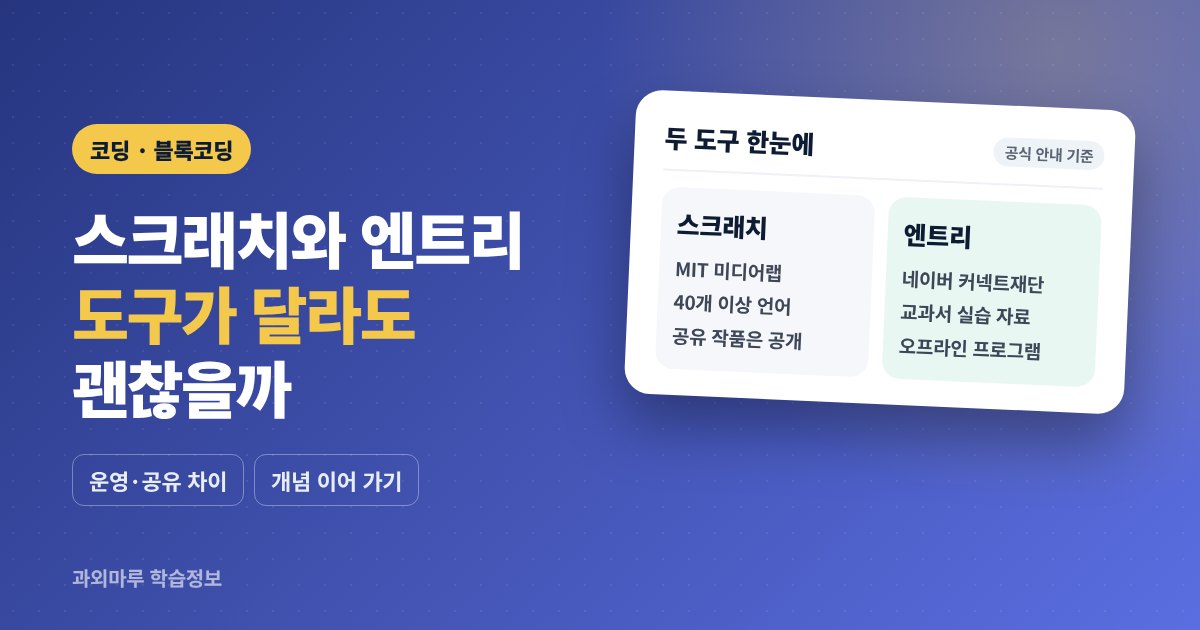 코딩 · 블록코딩
스크래치와 엔트리
도구가 달라도
괜찮을까
운영·공유 차이
개념 이어 가기
과외마루 학습정보
두 도구 한눈에
공식 안내 기준
스크래치
MIT 미디어랩
40개 이상 언어
공유 작품은 공개
엔트리
네이버 커넥트재단
교과서 실습 자료
오프라인 프로그램